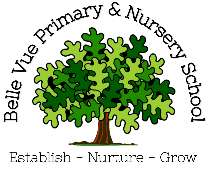 Belle Vue Primary & Nursery School
Establish - Nurture - Grow